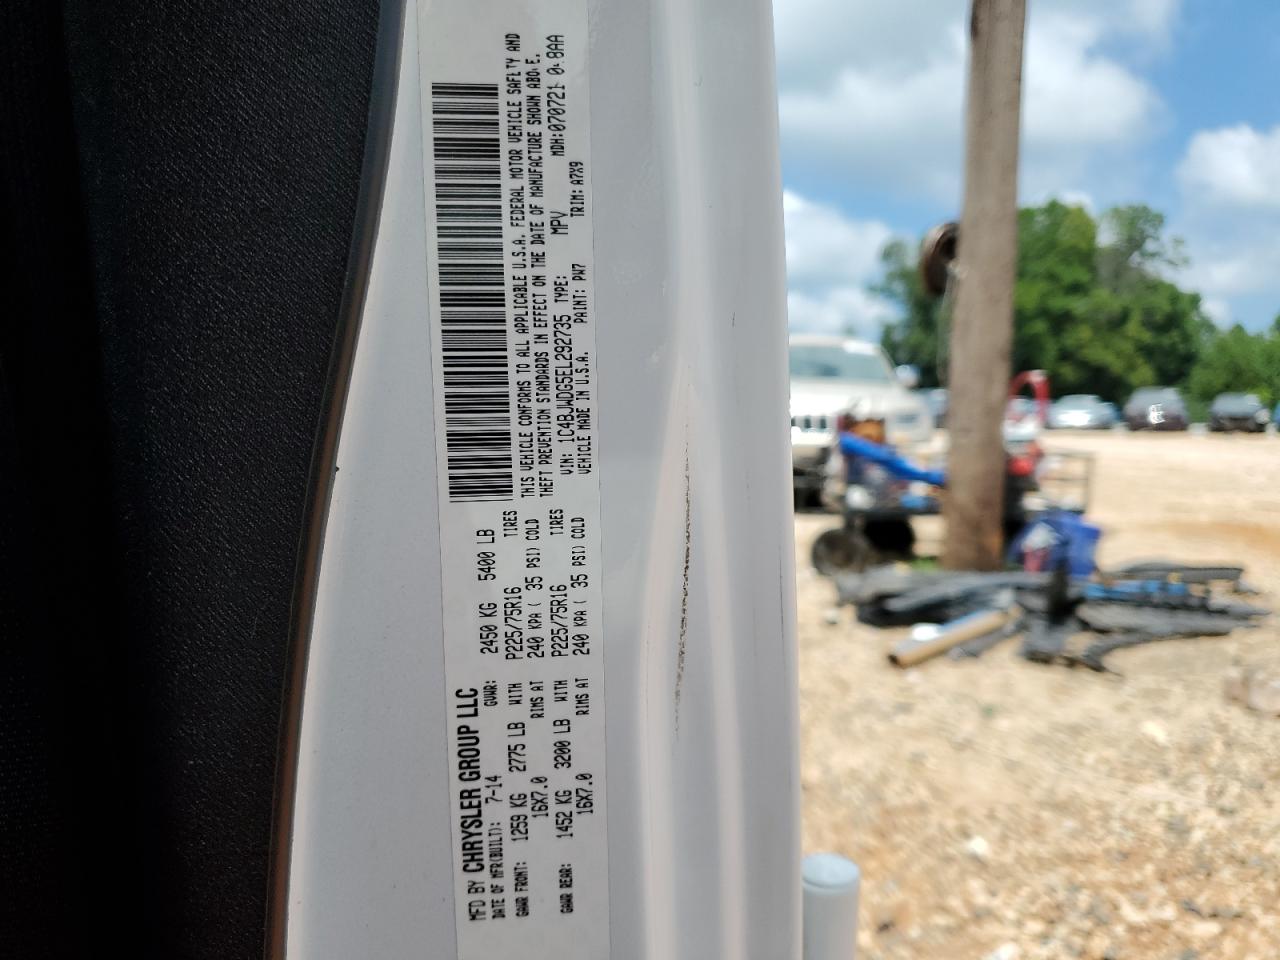 MFD BY CHRYSLER GROUP LLC
DATE OF MFR(BUILT): 7-14 GVWR: 2450 KG 5400 LB
GAWR FRONT: 1259 KG 2775 LB WITH P225/75R16 TIRES
16X7.0 RIMS AT 240 KPA ( 35 PSI) COLD
GAWR REAR: 1452 KG 3200 LB WITH P225/75R16 TIRES
16X7.0 RIMS AT 240 KPA ( 35 PSI) COLD
THIS VEHICLE CONFORMS TO ALL APPLICABLE U.S.A. FEDERAL MOTOR VEHICLE SAFETY AND
THEFT PREVENTION STANDARDS IN EFFECT ON THE DATE OF MANUFACTURE SHOWN ABOVE.
VIN: 1C4BJWDG5EL292735 TYPE: MPV MDH:070721
VEHICLE MADE IN U.S.A. PAINT: PW7 TRIM: A7X9